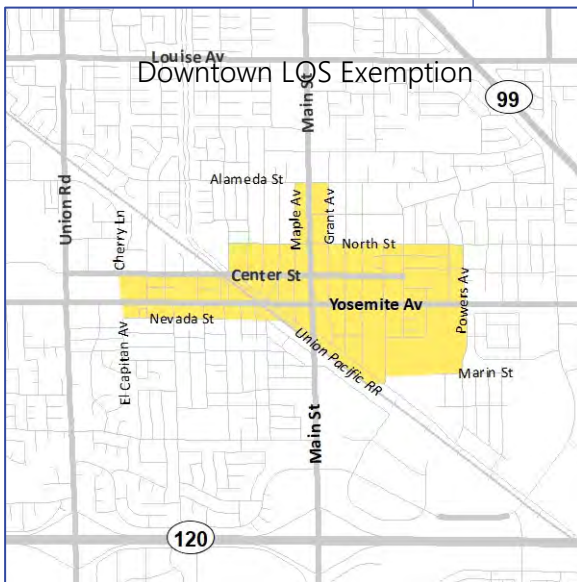 Louise Av
Downtown LOS Exemption
99
Main St
Alameda St
Union Rd
Cherry Ln
Maple Av
Grant Av
North St
Center St
Yosemite Av
Powers Av
Nevada St
El Capitan Av
Union Pacific RR
Marin St
Main St
120